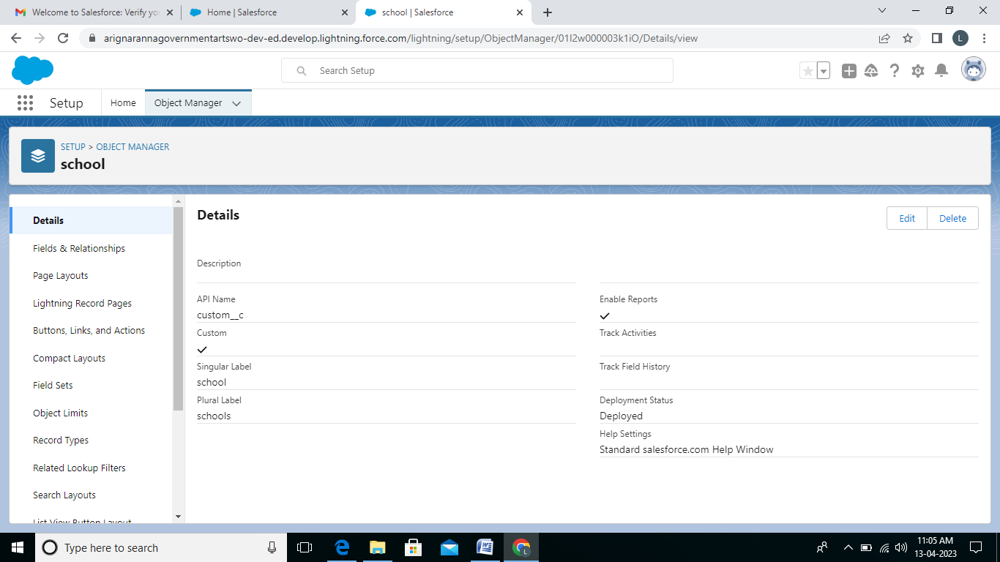 Welcome to Salesforce: Verify yo
Home | Salesforce
school | Salesforce
arignarannagovernmentartswo-dev-ed.develop.lightning.force.com/lightning/setup/ObjectManager/01I2w000003k1iO/Details/view
L
Search Setup
Setup
Home
Object Manager
SETUP > OBJECT MANAGER
school
Details
Fields & Relationships
Page Layouts
Lightning Record Pages
Buttons, Links, and Actions
Compact Layouts
Field Sets
Object Limits
Record Types
Related Lookup Filters
Search Layouts
List View Button Layout
Details
Edit
Delete
Description
API Name
custom__c
Custom
Singular Label
school
Plural Label
schools
Enable Reports
Track Activities
Track Field History
Deployment Status
Deployed
Help Settings
Standard salesforce.com Help Window
Type here to search
L
11:05 AM
13-04-2023